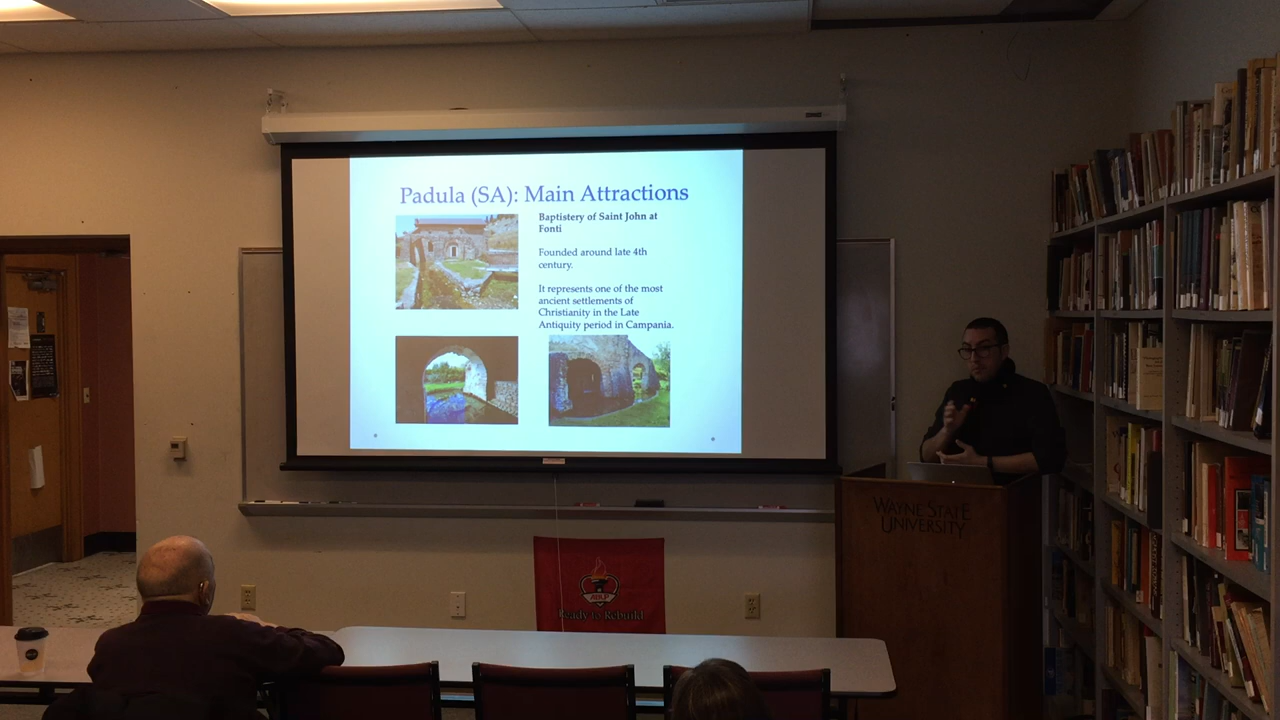 Padula (SA): Main Attractions
Baptistery of Saint John at
Fonti
Founded around late 4th
century.
It represents one of the most
ancient settlements of
Christianity in the Late
Antiquity period in Campania.
WAYNE STATE
UNIVERSITY
Ready to Rebuild